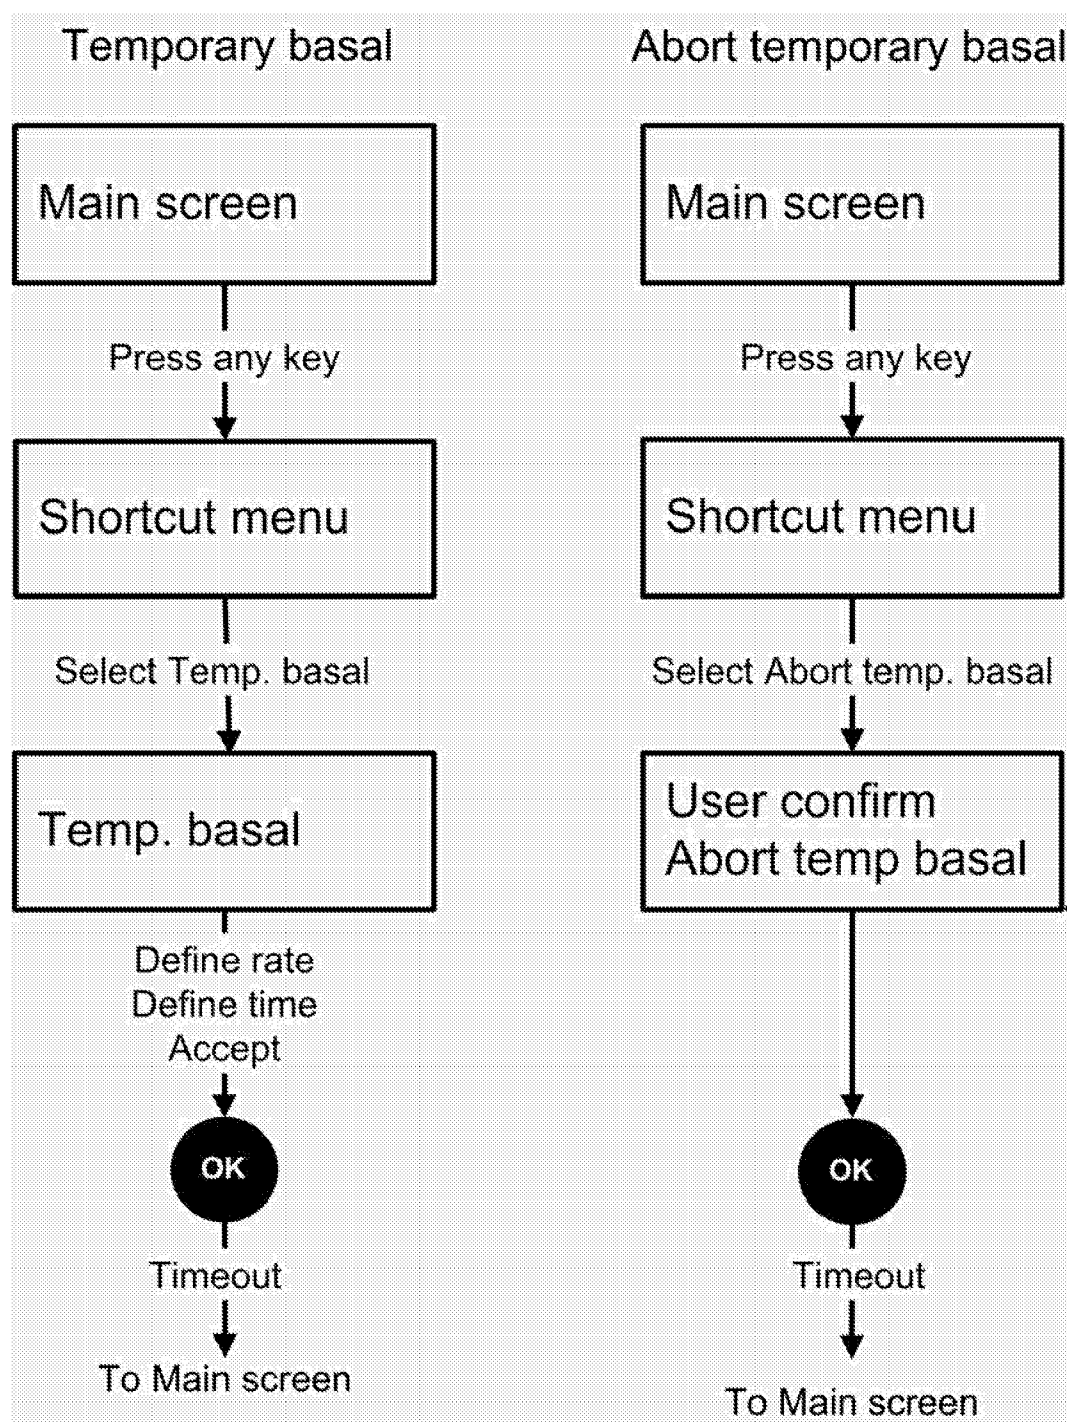 Temporary basal
Main screen
Press any key
Shortcut menu
Select Temp. basal
Temp. basal
Define rate
Define time
Accept
OK
Timeout
To Main screen
Abort temporary basal
Main screen
Press any key
Shortcut menu
Select Abort temp. basal
User confirm
Abort temp basal
OK
Timeout
To Main screen